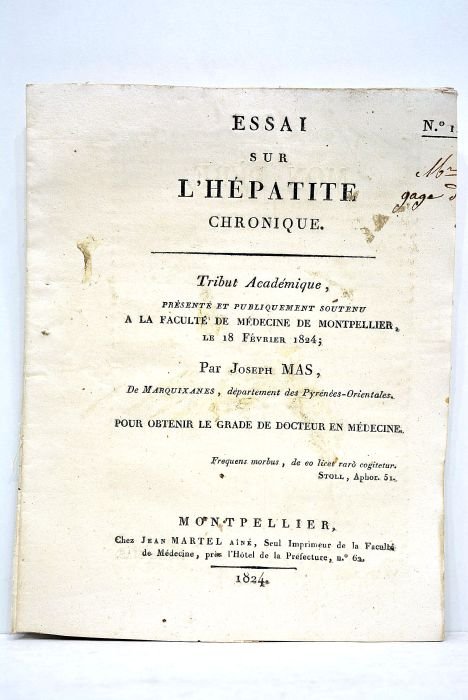 ESSAI
N.º 1
SUR
L'HÉPATITE
CHRONIQUE.
Mr
gage d
Tribut Académique,
PRÉSENTÉ ET PUBLIQUEMENT SOUTENU
A LA FACULTÉ DE MÉDECINE DE MONTPELLIER,
LE 18 FÉVRIER 1824;
Par JOSEPH MAS,
De MARQUIXANES, département des Pyrénées-Orientales.
POUR OBTENIR LE GRADE DE DOCTEUR EN MÉDECINE.
Frequens morbus, de eo licet rarò cogitetur.
STOLL, Aphor. 51.
MONTPELLIER,
Chez JEAN MARTEL AÎNÉ, Seul Imprimeur de la Faculté
de Médecine, près l'Hôtel de la Préfecture, n.º 62.
1824.